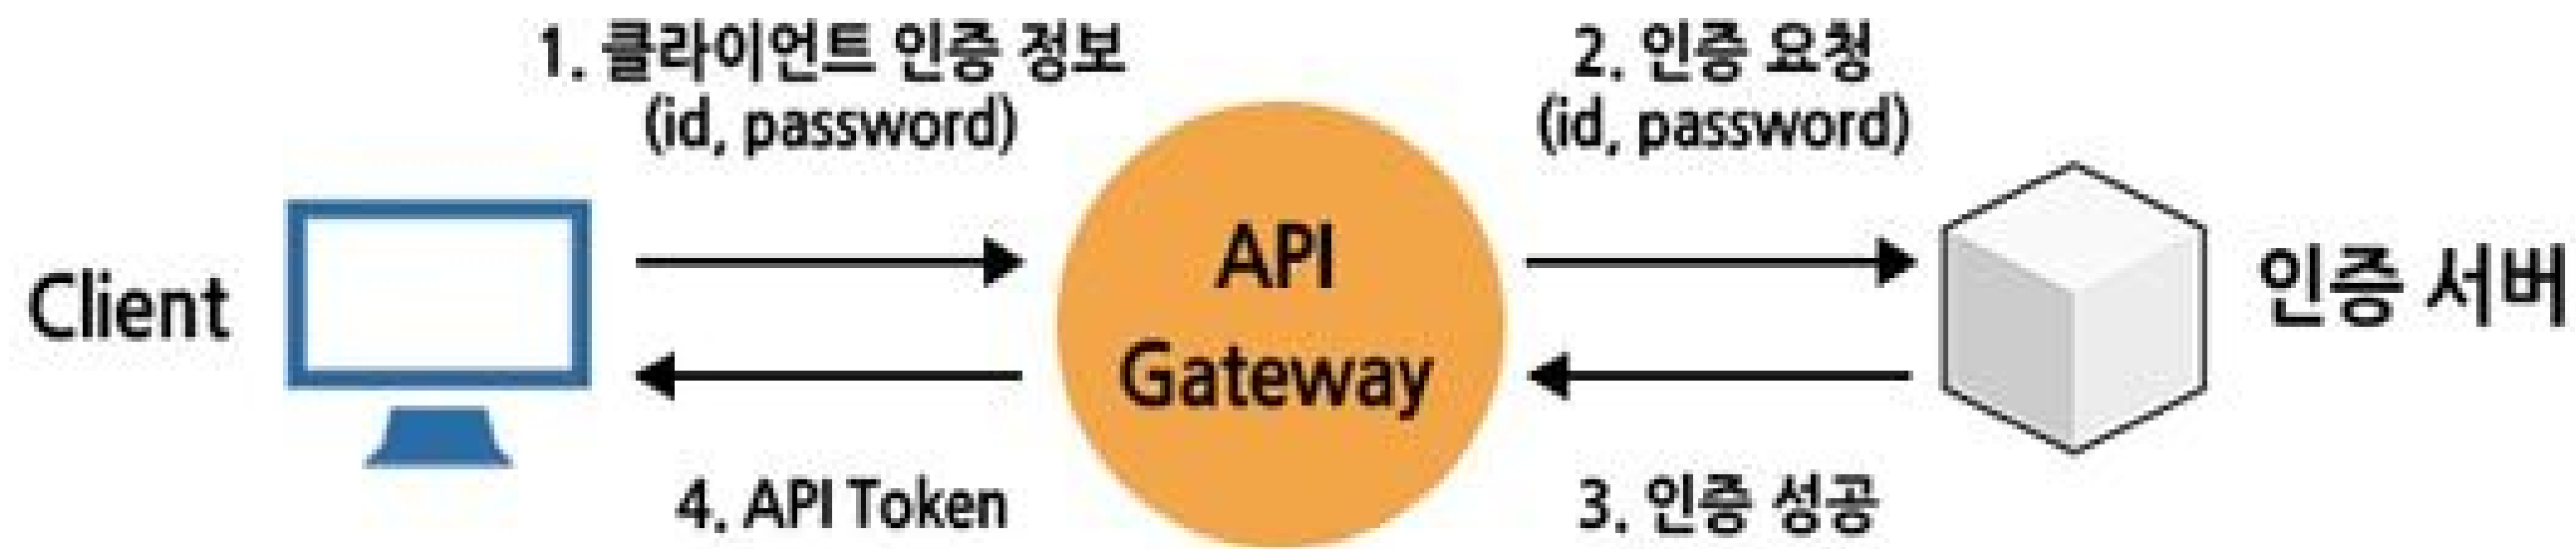 1. 클라이언트 인증 정보
(id, password)
2. 인증 요청
(id, password)
Client
API
Gateway
인증 서버
4. API Token
3. 인증 성공